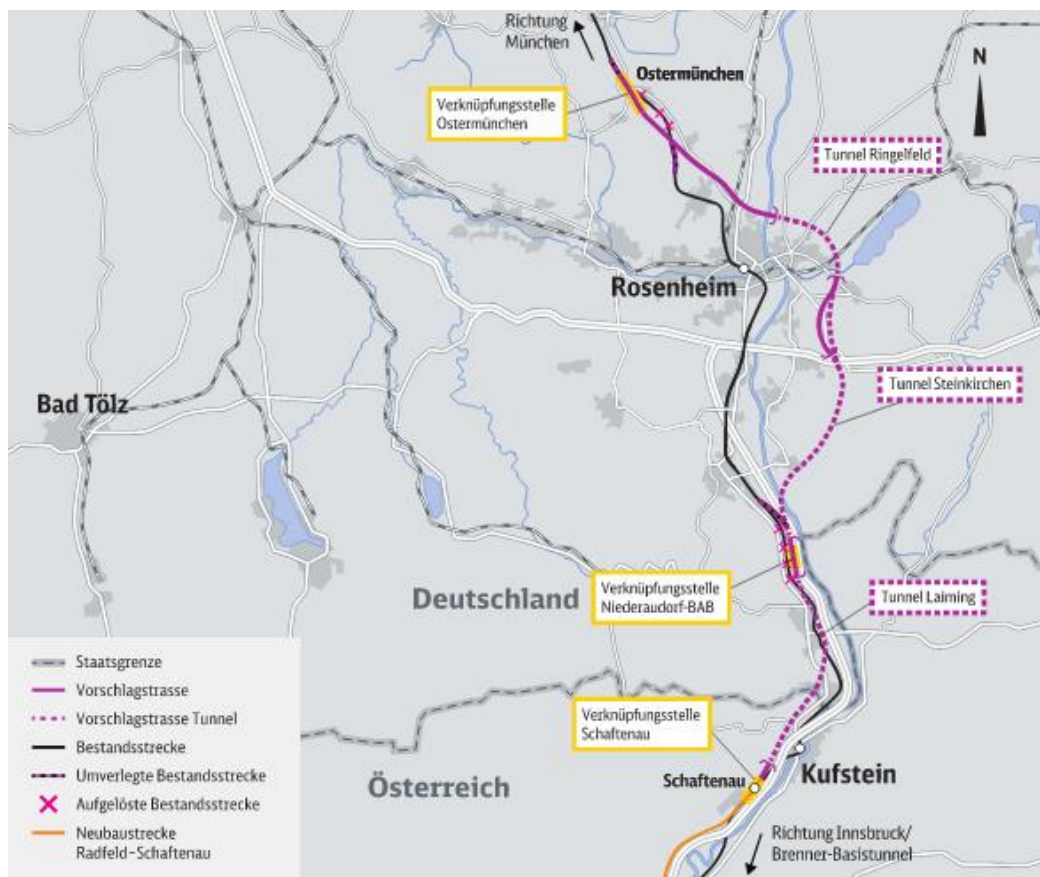 Richtung
München
Ostermünchen
N
Verknüpfungsstelle
Ostermünchen
Tunnel Ringelfeld
Rosenheim
Tunnel Steinkirchen
Bad Tölz
Deutschland
Verknüpfungsstelle
Niederaudorf-BAB
Tunnel Laiming
Staatsgrenze
Vorschlagstrasse
Vorschlagstrasse Tunnel
Bestandsstrecke
Umverlegte Bestandsstrecke
Aufgelöste Bestandsstrecke
Neubaustrecke
Radfeld–Schaftenau
Verknüpfungsstelle
Schaftenau
Österreich
Schaftenau
Kufstein
Richtung Innsbruck/
Brenner-Basistunnel